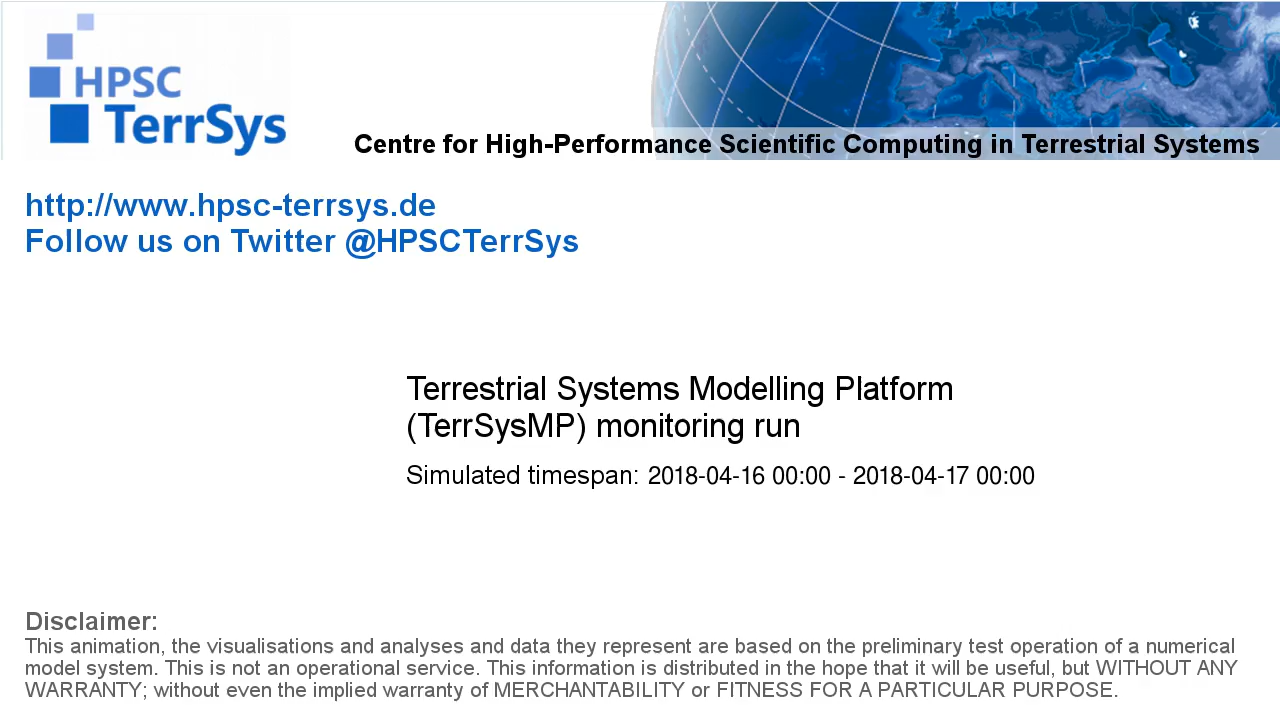 HPSC
TerrSys
Centre for High-Performance Scientific Computing in Terrestrial Systems
http://www.hpsc-terrsys.de
Follow us on Twitter @HPSCTerrSys
Terrestrial Systems Modelling Platform
(TerrSysMP) monitoring run
Simulated timespan: 2018-04-16 00:00 - 2018-04-17 00:00
Disclaimer:
This animation, the visualisations and analyses and data they represent are based on the preliminary test operation of a numerical
model system. This is not an operational service. This information is distributed in the hope that it will be useful, but WITHOUT ANY
WARRANTY; without even the implied warranty of MERCHANTABILITY or FITNESS FOR A PARTICULAR PURPOSE.